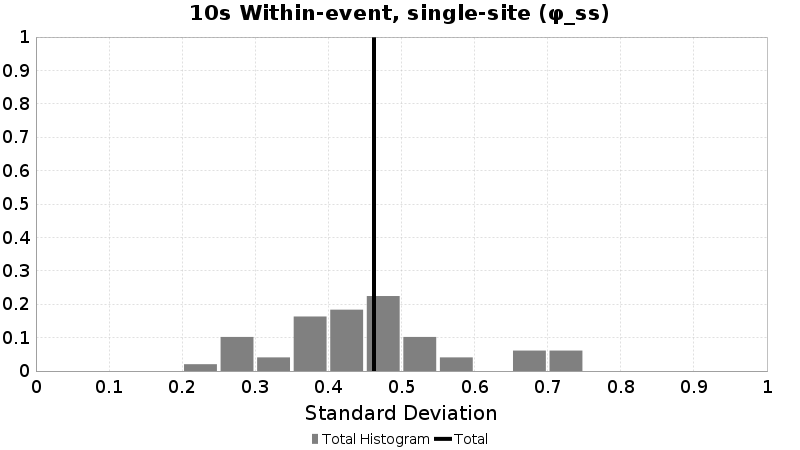 10s Within-event, single-site (φ_ss)
1
0.9
0.8
0.7
0.6
0.5
0.4
0.3
0.2
0.1
0
0 0.1 0.2 0.3 0.4 0.5 0.6 0.7 0.8 0.9 1
Standard Deviation
Total Histogram Total